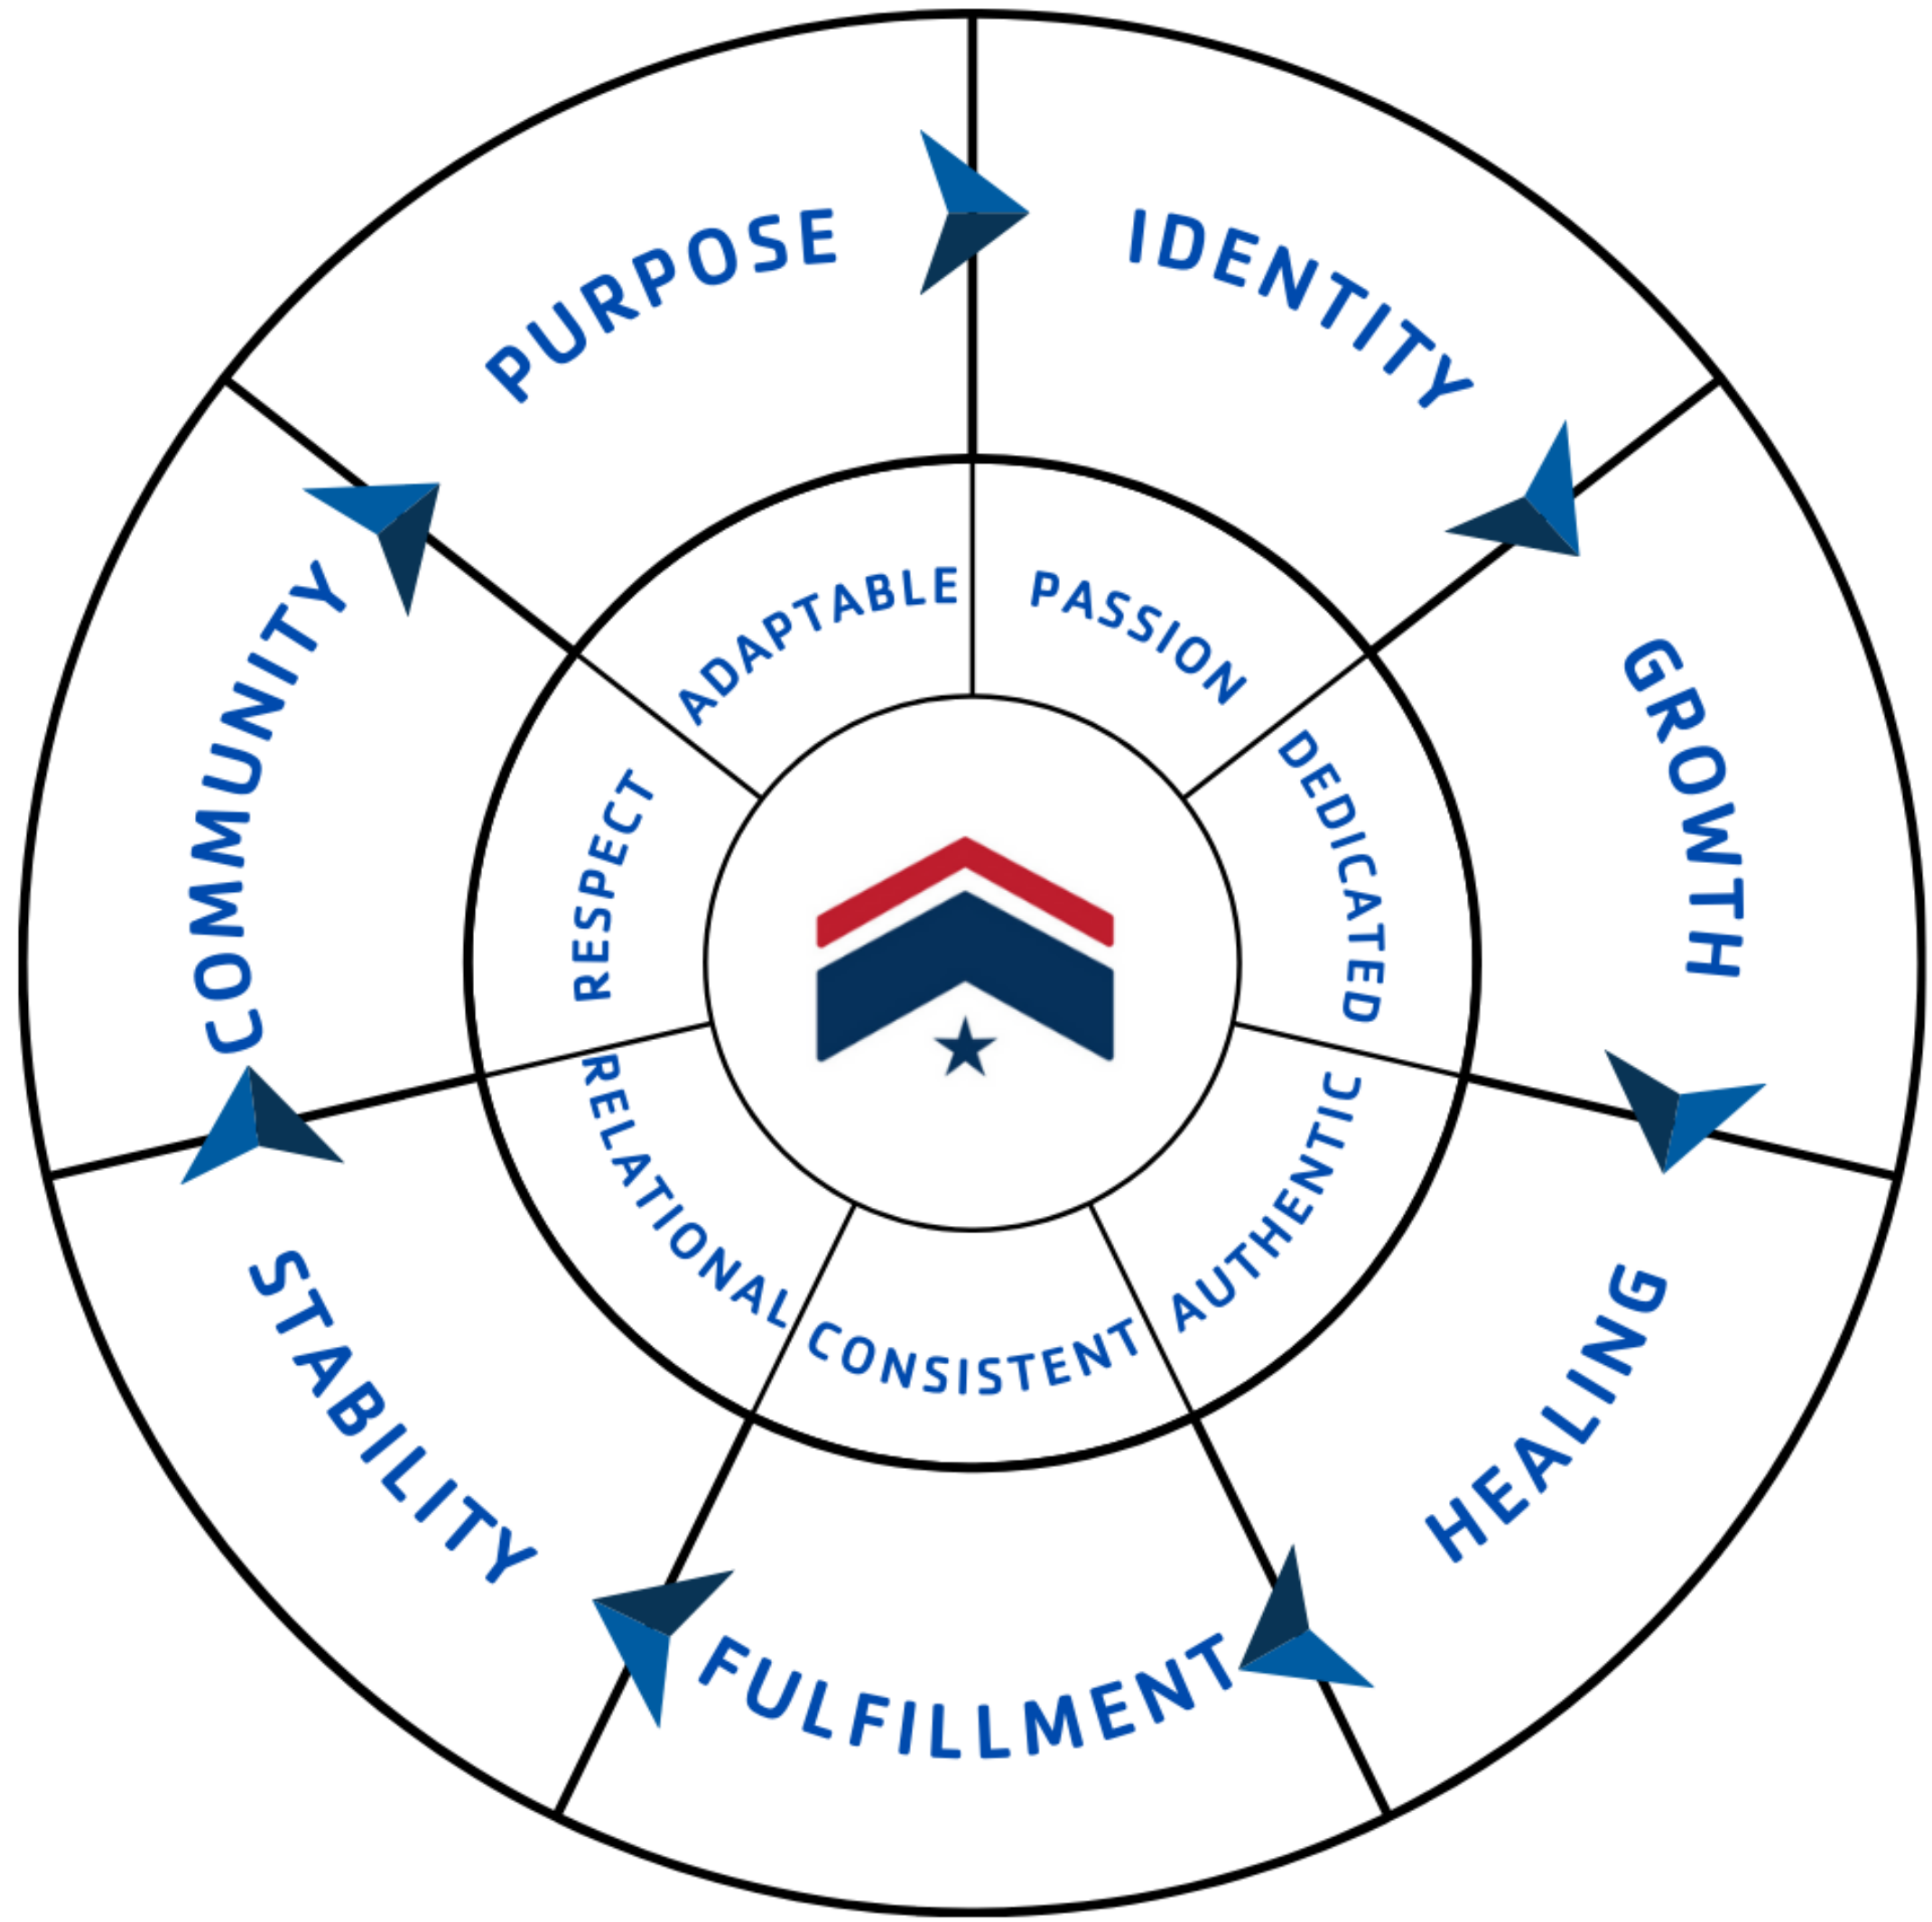 PURPOSE
IDENTITY
GROWTH
HEALING
FULFILLMENT
STABILITY
COMMUNITY
ADAPTABLE
PASSION
DEDICATED
AUTHENTIC
CONSISTENT
RELATIONAL
RESPECT